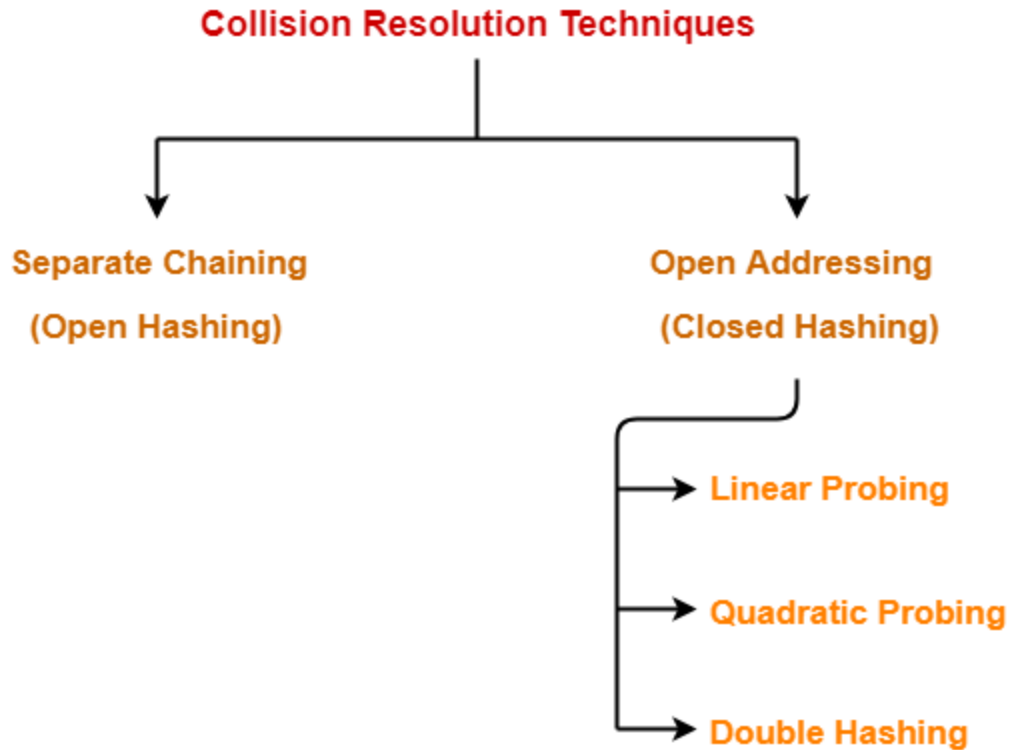 Collision Resolution Techniques
Separate Chaining
(Open Hashing)
Open Addressing
(Closed Hashing)
Linear Probing
Quadratic Probing
Double Hashing